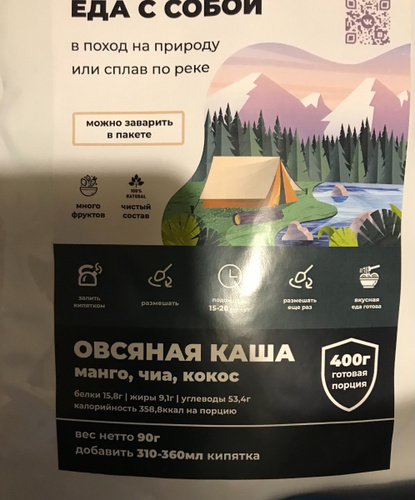 ЕДА С СОБОЙ
в поход на природу
или сплав по реке
можно заварить
в пакете
много
фруктов
100%
NATURAL
чистый
состав
залить
кипятком
размешать
15-20
размешать
еще раз
вкусная
еда готова
ОВСЯНАЯ КАША
манго, чиа, кокос
400г
готовая
порция
белки 15,8г | жиры 9,1г | углеводы 53,4г
калорийность 358,8ккал на порцию
вес нетто 90г
добавить 310-360мл кипятка